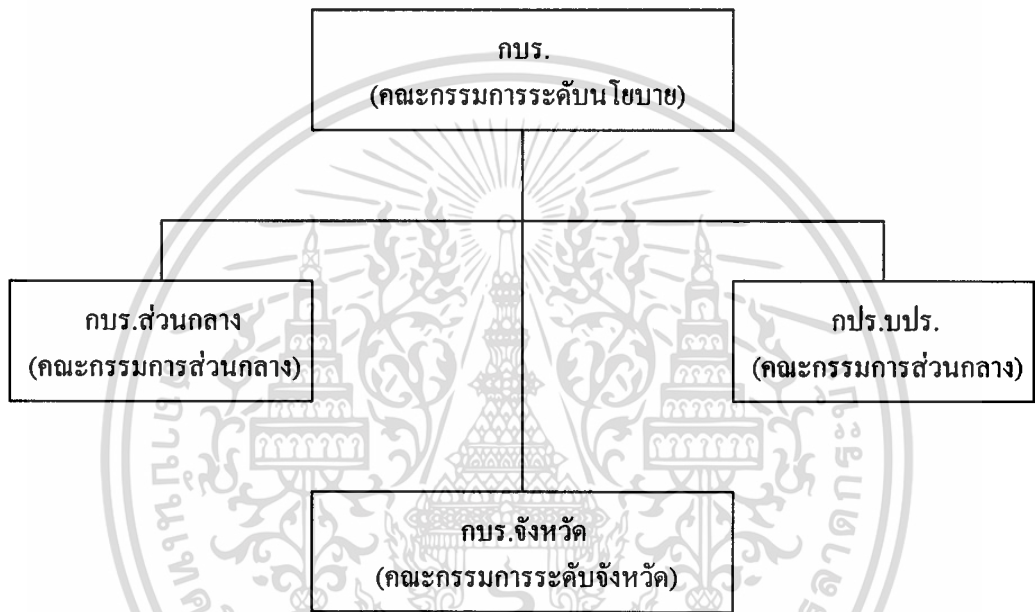 กบร.
(คณะกรรมการระดับนโยบาย)
กบร.ส่วนกลาง
(คณะกรรมการส่วนกลาง)
กปร.บปร.
(คณะกรรมการส่วนกลาง)
กบร.จังหวัด
(คณะกรรมการระดับจังหวัด)